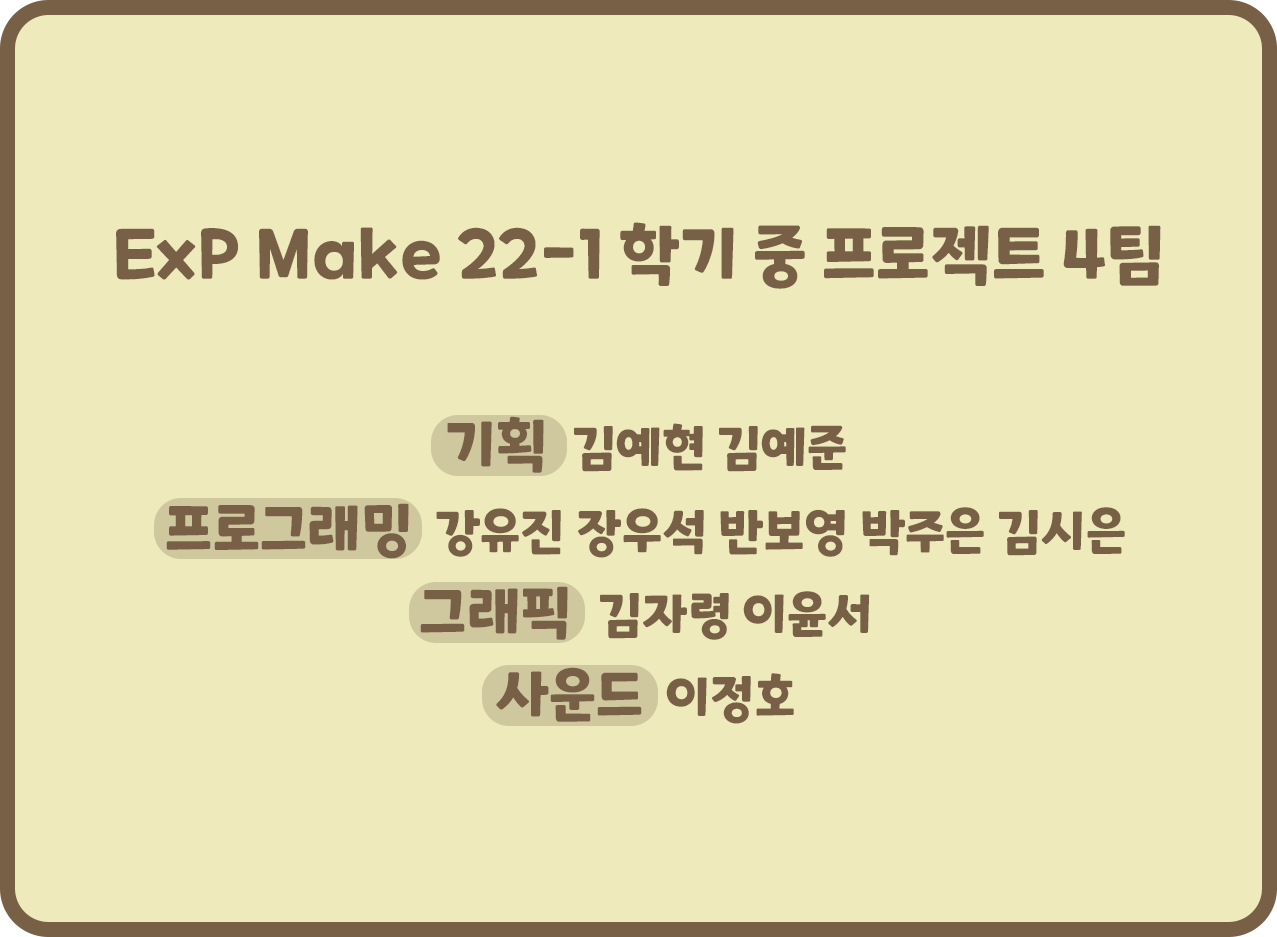 ExP Make 22-1 학기 중 프로젝트 4팀
기획 김예현 김예준
프로그래밍 강유진 장우석 반보영 박주은 김시은
그래픽 김자령 이윤서
사운드 이정호